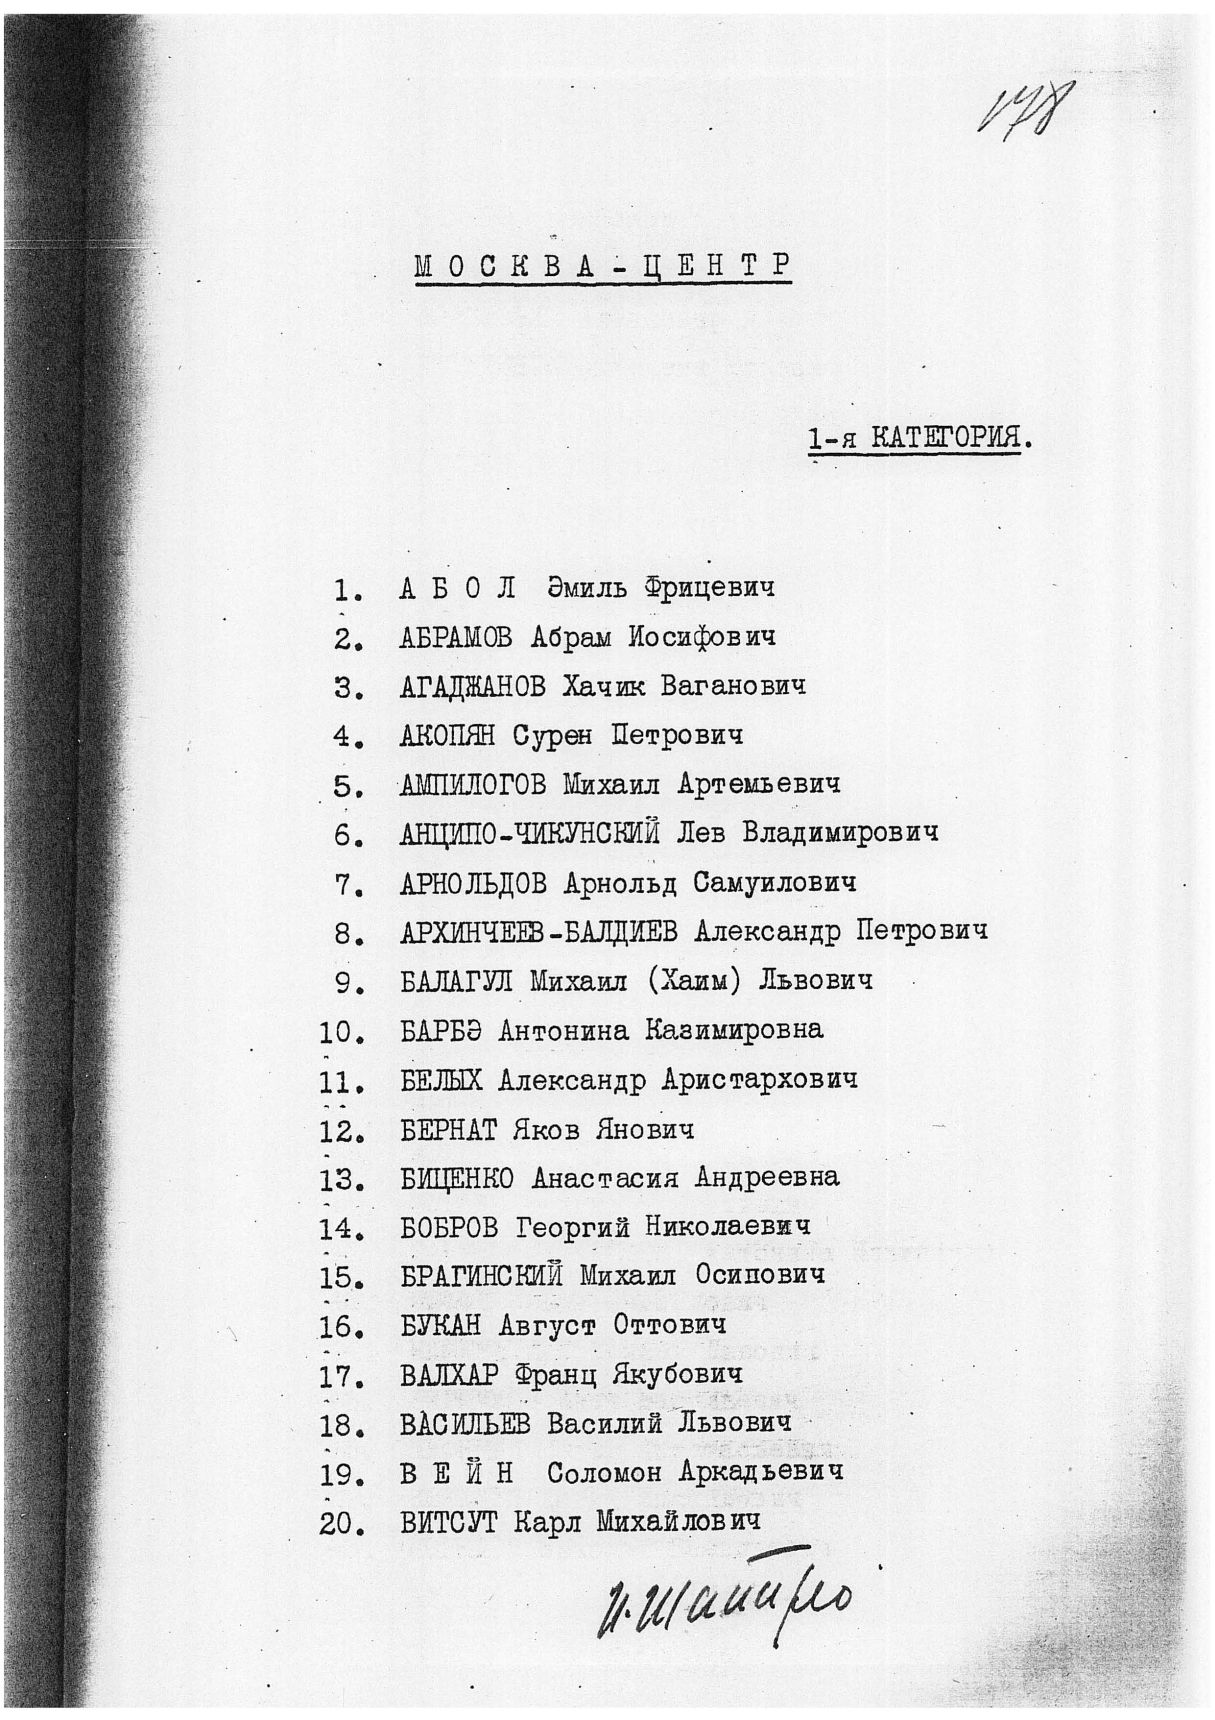 178
МОСКВА-ЦЕНТР
1-я КАТЕГОРИЯ.
1. АБОЛ Эмиль Фрицевич
2. АБРАМОВ Абрам Иосифович
3. АГАДЖАНОВ Хачик Ваганович
4. АКОПЯН Сурен Петрович
5. АМПИЛОГОВ Михаил Артемьевич
6. АНЦИПО-ЧИКУНСКИЙ Лев Владимирович
7. АРНОЛЬДОВ Арнольд Самуилович
8. АРХИНЧЕЕВ-БАЛДИЕВ Александр Петрович
9. БАЛАГУЛ Михаил (Хаим) Львович
10. БАРБЭ Антонина Казимировна
11. БЕЛЫХ Александр Аристархович
12. БЕРНАТ Яков Янович
13. БИЦЕНКО Анастасия Андреевна
14. БОБРОВ Георгий Николаевич
15. БРАГИНСКИЙ Михаил Осипович
16. БУКАН Август Оттович
17. ВАЛХАР Франц Якубович
18. ВАСИЛЬЕВ Василий Львович
19. ВЕЙН Соломон Аркадьевич
20. ВИТСУТ Карл Михайлович
И. Шапиро